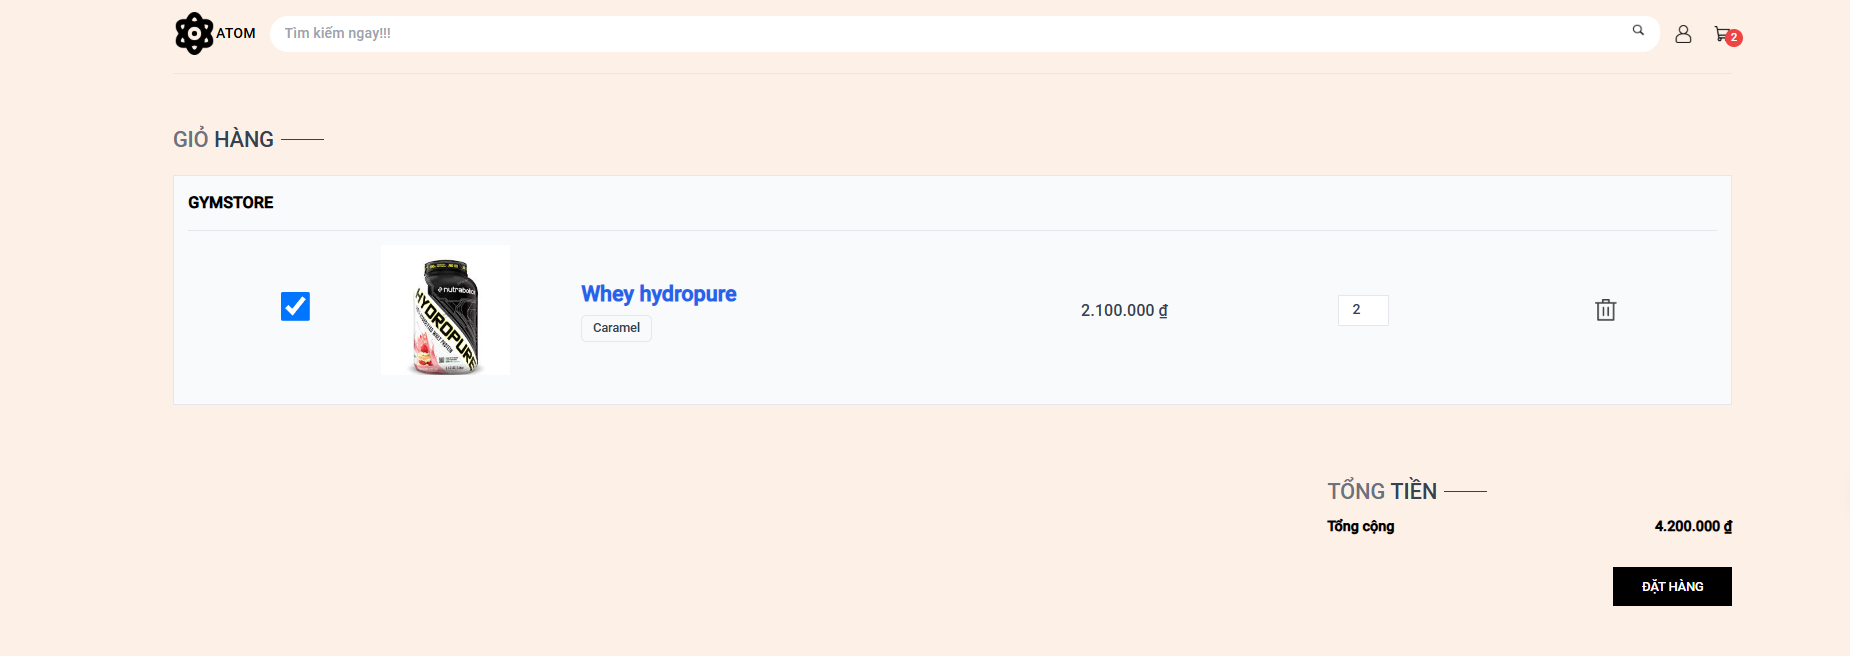 ATOM
Tìm kiếm ngay!!!
2
GIỎ HÀNG
GYMSTORE
nutrabolics
HYDROPURE
Whey hydropure
Caramel
2.100.000 ₫
2
TỔNG TIỀN
Tổng cộng
4.200.000 ₫
ĐẶT HÀNG